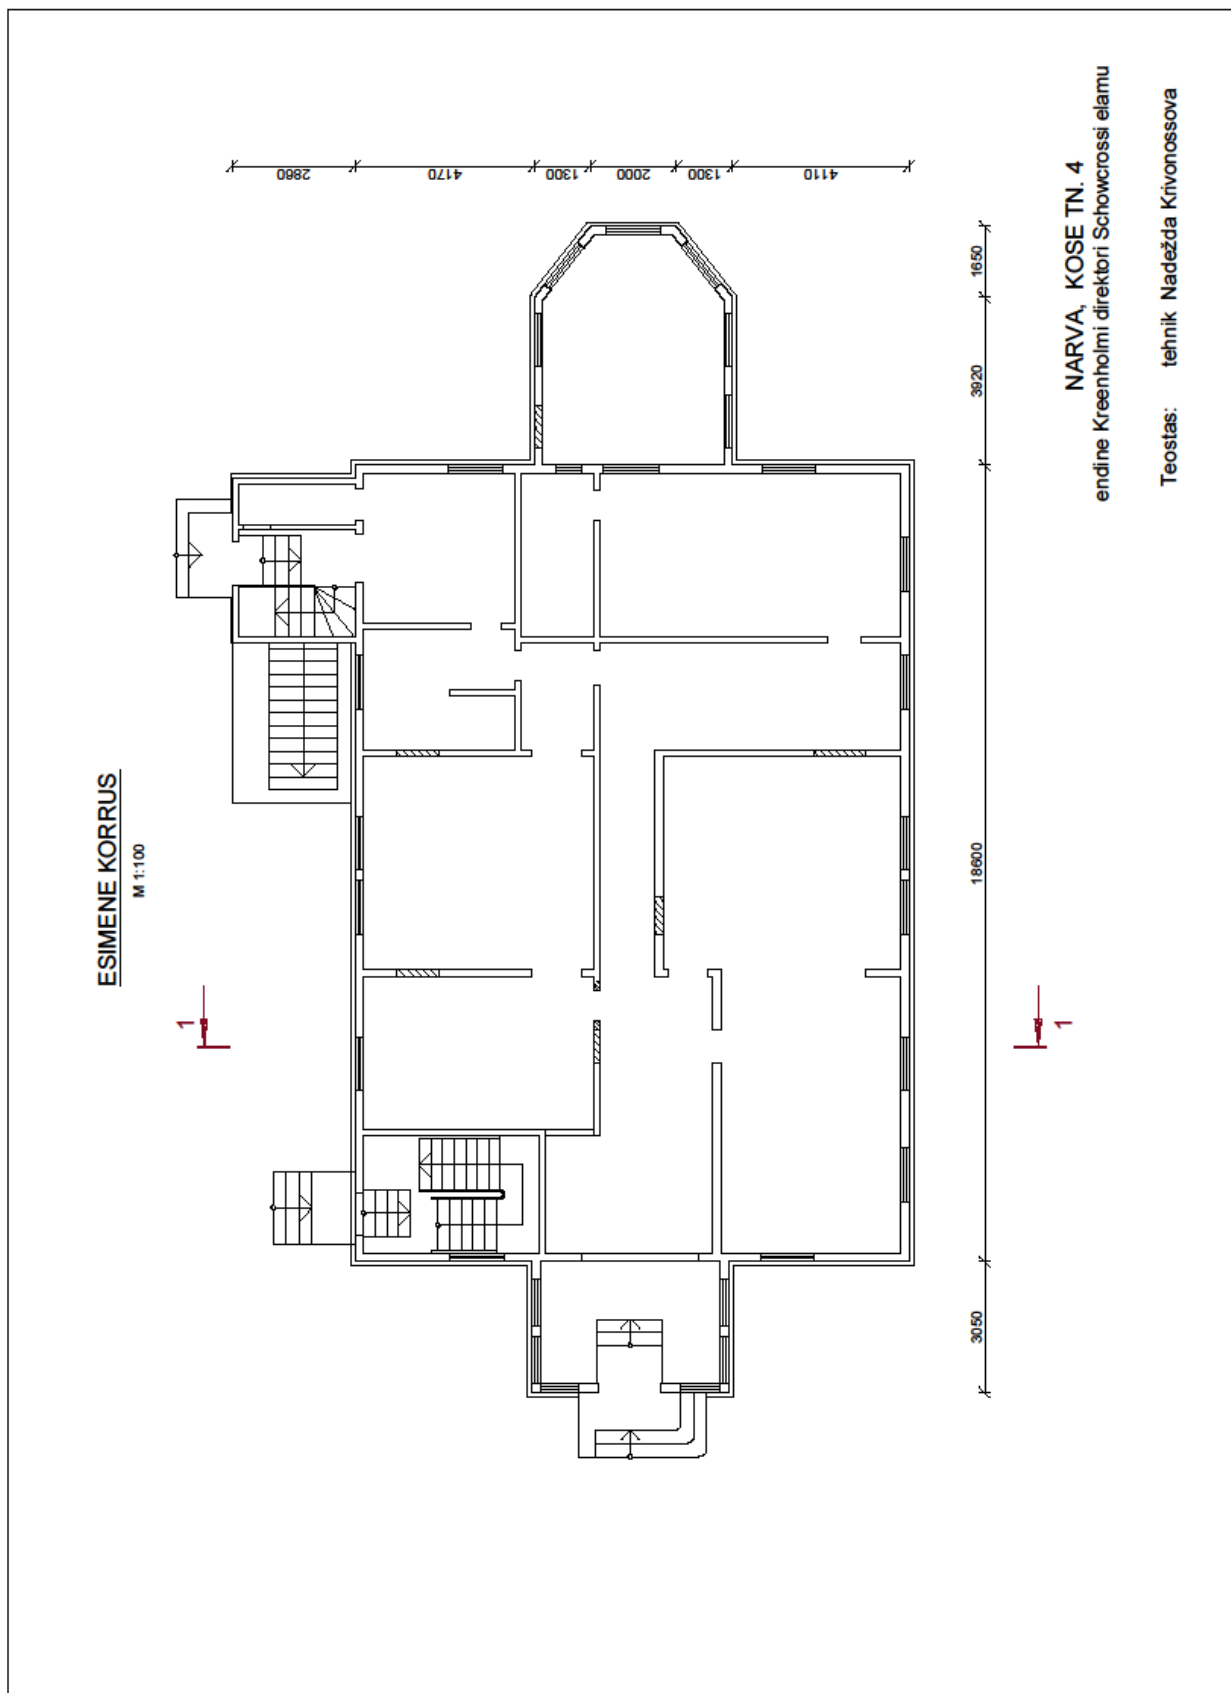 ESIMENE KORRUS
M 1:100
1
1
2860
4170
1300
2000
1300
4110
3050
18600
3920
1650
NARVA, KOSE TN. 4
endine Kreenholmi direktori Schowcrossi elamu
Teostas: tehnik Nadežda Krivonossova